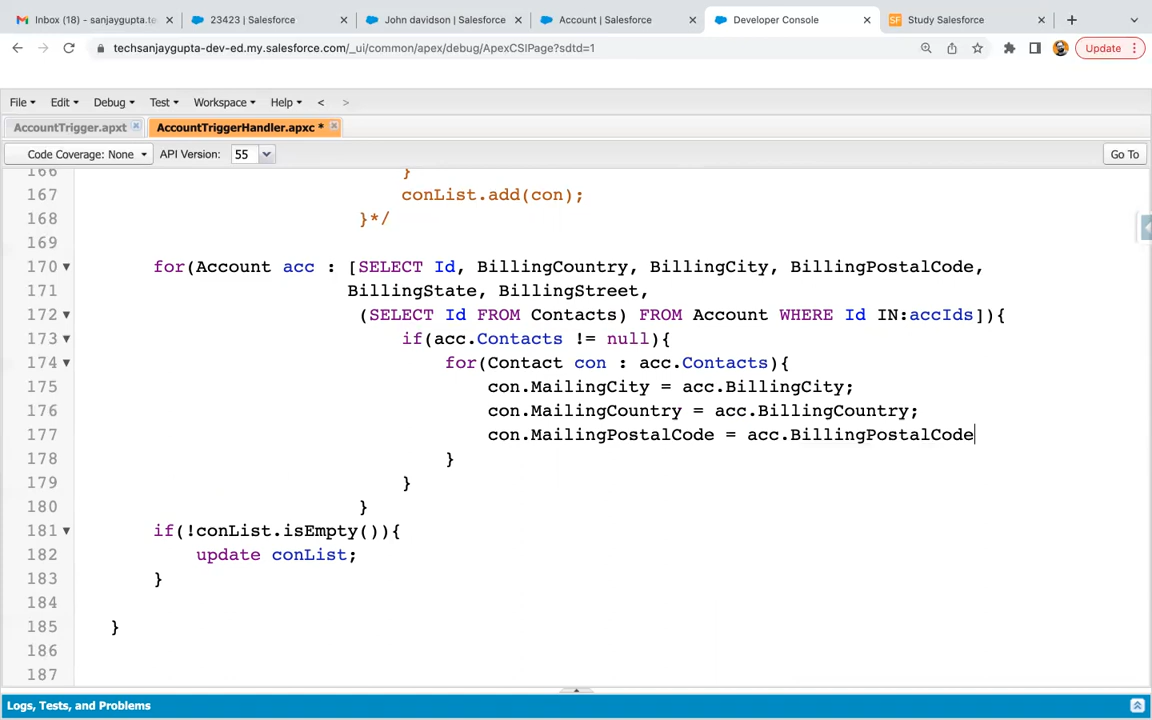 Inbox (18) - sanjaygupta.te
23423 | Salesforce
John davidson | Salesforce
Account | Salesforce
Developer Console
Study Salesforce
techsanjaygupta-dev-ed.my.salesforce.com/_ui/common/apex/debug/ApexCSIPage?sdtd=1
Update
File Edit Debug Test Workspace Help < >
AccountTrigger.apxt
AccountTriggerHandler.apxc *
Code Coverage: None API Version: 55 Go To
166 }
167 conList.add(con);
168 }*/
169
170 for(Account acc : [SELECT Id, BillingCountry, BillingCity, BillingPostalCode,
171 BillingState, BillingStreet,
172 (SELECT Id FROM Contacts) FROM Account WHERE Id IN:accIds]){
173 if(acc.Contacts != null){
174 for(Contact con : acc.Contacts){
175 con.MailingCity = acc.BillingCity;
176 con.MailingCountry = acc.BillingCountry;
177 con.MailingPostalCode = acc.BillingPostalCode
178 }
179 }
180 }
181 if(!conList.isEmpty()){
182 update conList;
183 }
184
185 }
186
187
Logs, Tests, and Problems